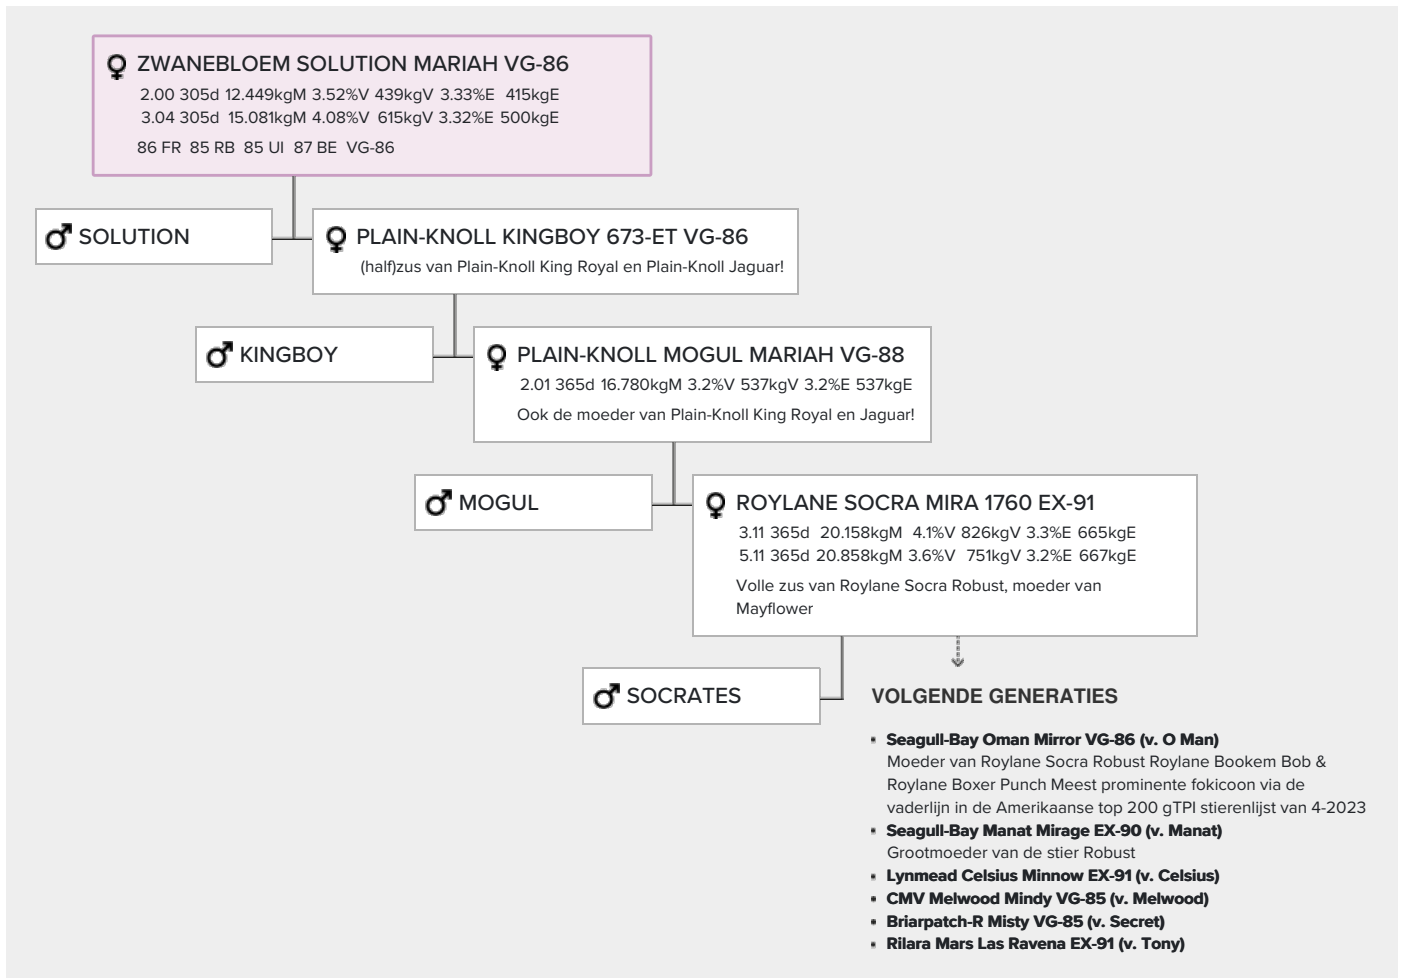 ZWANEBLOEM SOLUTION MARIAH VG-86
2.00 305d 12.449kgM 3.52%V 439kgV 3.33%E 415kgE
3.04 305d 15.081kgM 4.08%V 615kgV 3.32%E 500kgE
86 FR 85 RB 85 UI 87 BE VG-86
SOLUTION
PLAIN-KNOLL KINGBOY 673-ET VG-86
(half)zus van Plain-Knoll King Royal en Plain-Knoll Jaguar!
KINGBOY
PLAIN-KNOLL MOGUL MARIAH VG-88
2.01 365d 16.780kgM 3.2%V 537kgV 3.2%E 537kgE
Ook de moeder van Plain-Knoll King Royal en Jaguar!
MOGUL
ROYLANE SOCRA MIRA 1760 EX-91
3.11 365d 20.158kgM 4.1%V 826kgV 3.3%E 665kgE
5.11 365d 20.858kgM 3.6%V 751kgV 3.2%E 667kgE
Volle zus van Roylane Socra Robust, moeder van
Mayflower
SOCRATES
VOLGENDE GENERATIES
▪ Seagull-Bay Oman Mirror VG-86 (v. O Man)
Moeder van Roylane Socra Robust Roylane Bookem Bob &
Roylane Boxer Punch Meest prominente fokicoon via de
vaderlijn in de Amerikaanse top 200 gTPI stierenlijst van 4-2023
▪ Seagull-Bay Manat Mirage EX-90 (v. Manat)
Grootmoeder van de stier Robust
▪ Lynmead Celsius Minnow EX-91 (v. Celsius)
▪ CMV Melwood Mindy VG-85 (v. Melwood)
▪ Briarpatch-R Misty VG-85 (v. Secret)
▪ Rilara Mars Las Ravena EX-91 (v. Tony)